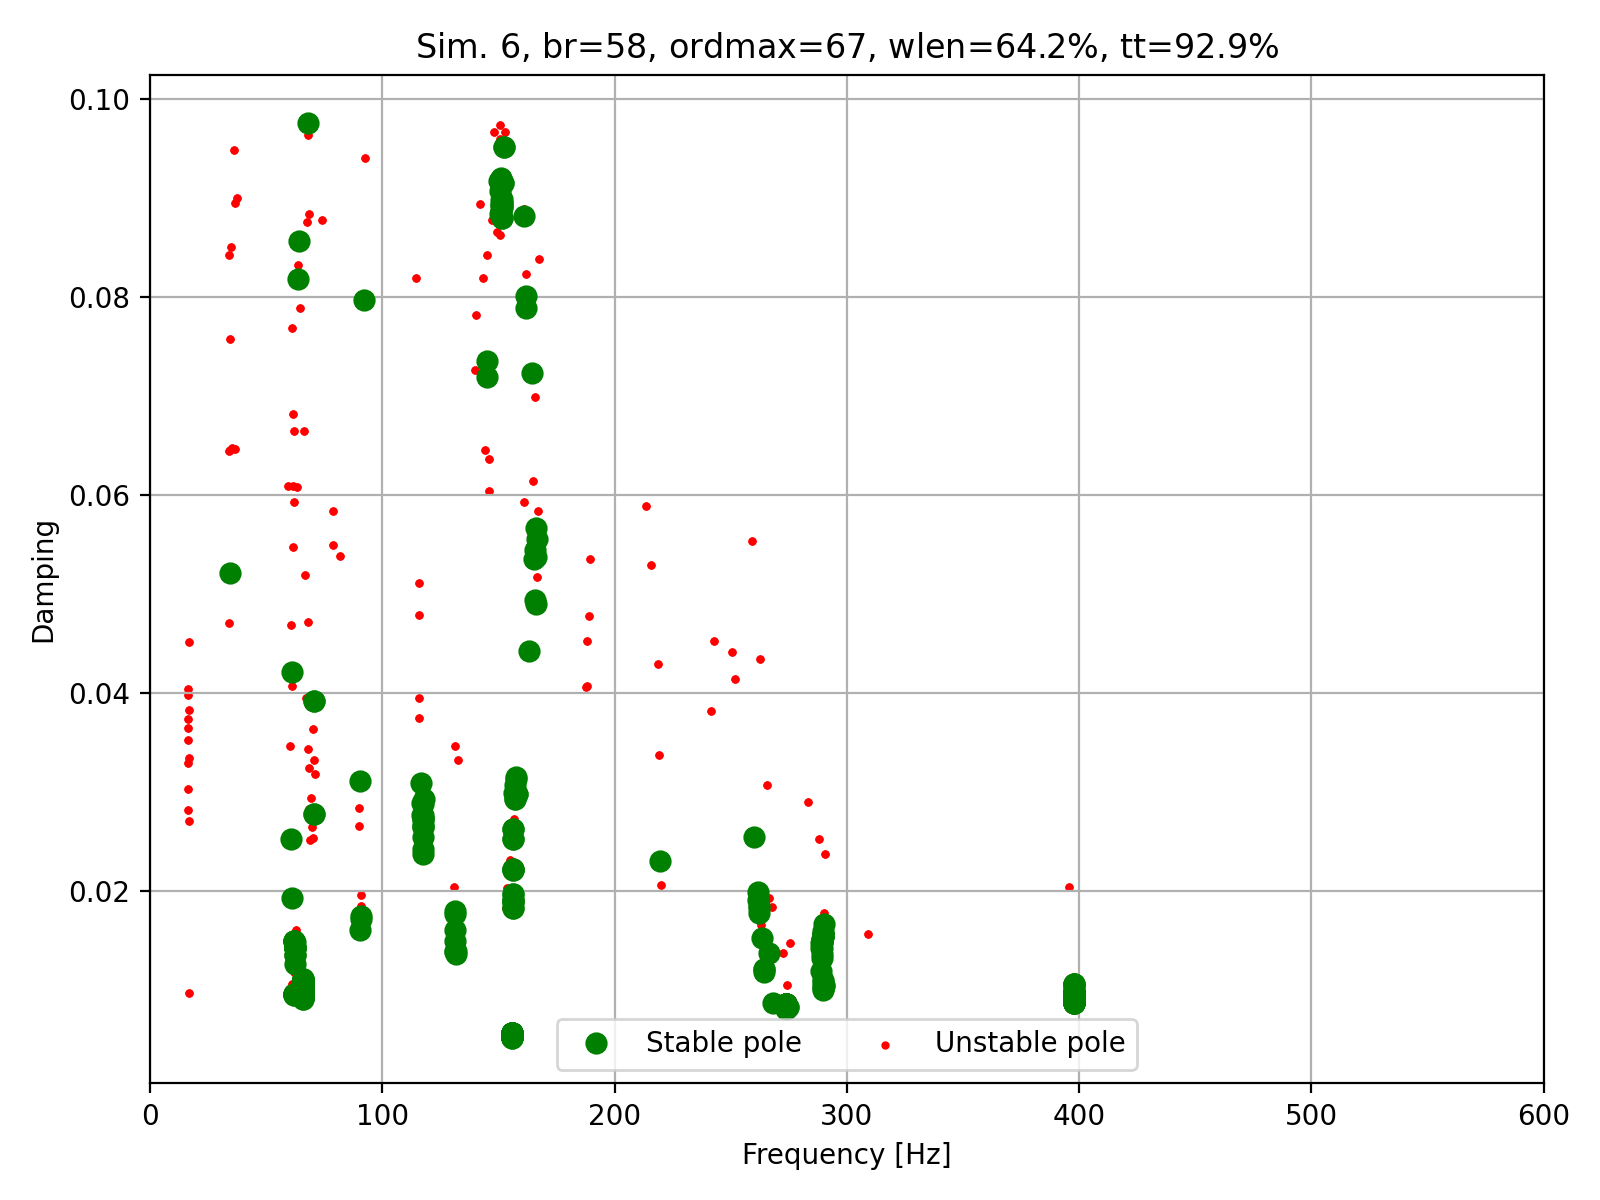 Sim. 6, br=58, ordmax=67, wlen=64.2%, tt=92.9%
0.10
0.08
0.06
0.04
0.02
Damping
Stable pole
Unstable pole
0 100 200 300 400 500 600
Frequency [Hz]